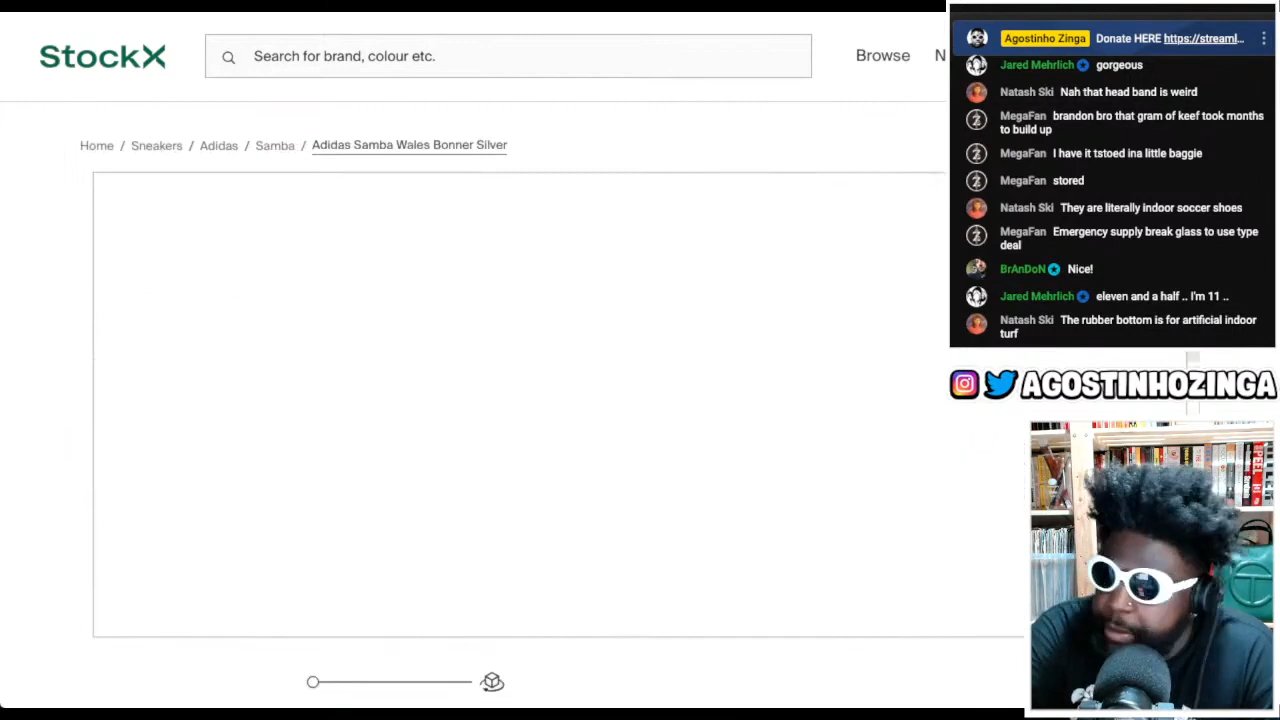 StockX
Search for brand, colour etc.
Browse
N
Home / Sneakers / Adidas / Samba / Adidas Samba Wales Bonner Silver
Agostinho Zinga Donate HERE https://streaml...
Jared Mehrlich gorgeous
Natash Ski Nah that head band is weird
MegaFan brandon bro that gram of keef took months
to build up
MegaFan I have it tstoed ina little baggie
MegaFan stored
Natash Ski They are literally indoor soccer shoes
MegaFan Emergency supply break glass to use type
deal
BrAnDoN Nice!
Jared Mehrlich eleven and a half .. I'm 11 ..
Natash Ski The rubber bottom is for artificial indoor
turf
AGOSTINHOZINGA